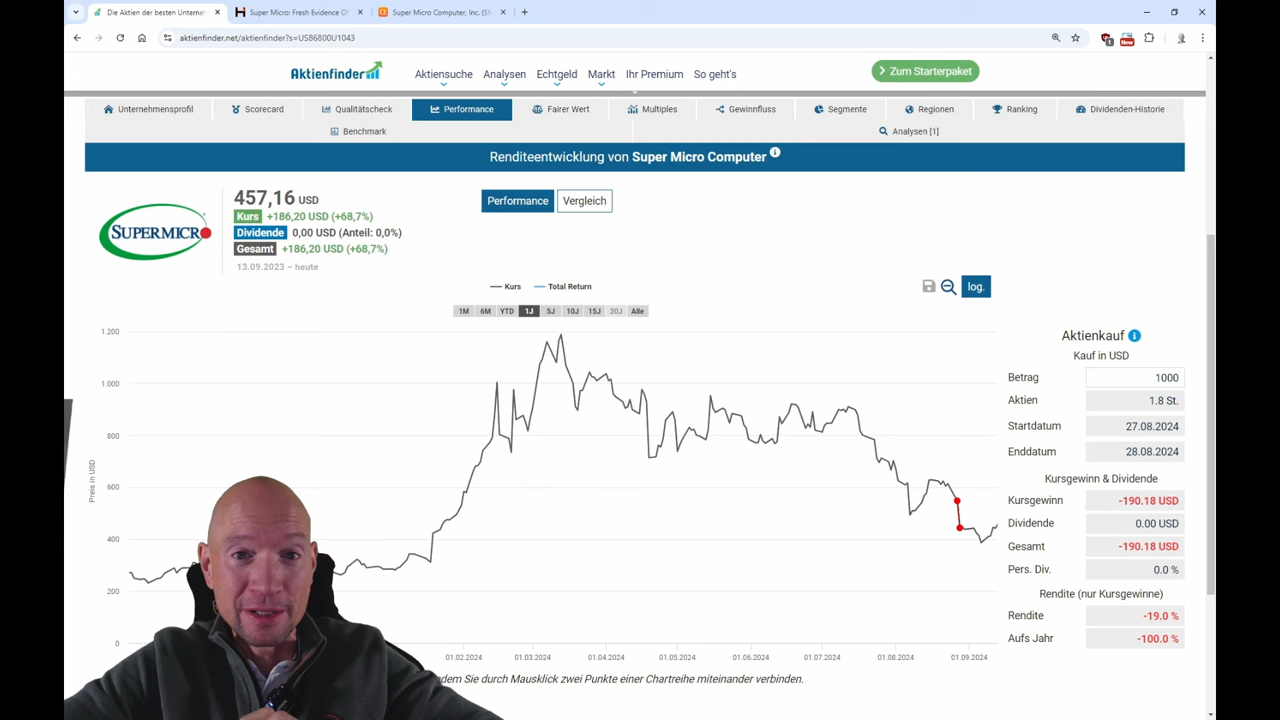 Die Aktien der besten Unterneh
Super Micro: Fresh Evidence O
Super Micro Computer, Inc. (SM
aktienfinder.net/aktienfinder?s=US86800U1043
New
Aktienfinder
Aktiensuche
Analysen
Echtgeld
Markt
Ihr Premium
So geht's
Zum Starterpaket
Unternehmensprofil
Scorecard
Qualitätscheck
Performance
Fairer Wert
Multiples
Gewinnfluss
Segmente
Regionen
Ranking
Dividenden-Historie
Benchmark
Analysen [1]
Renditeentwicklung von Super Micro Computer
SUPERMICR
457,16 USD
Kurs +186,20 USD (+68,7%)
Dividende 0,00 USD (Anteil: 0,0%)
Gesamt +186,20 USD (+68,7%)
13.09.2023 – heute
Performance
Vergleich
Kurs
Total Return
log.
1M
6M
YTD
1J
5J
10J
15J
20J
Alle
Preis in USD
1.200
1.000
800
600
400
200
0
01.02.2024
01.03.2024
01.04.2024
01.05.2024
01.06.2024
01.07.2024
01.08.2024
01.09.2024
dem Sie durch Mausklick zwei Punkte einer Chartreihe miteinander verbinden.
Aktienkauf
Kauf in USD
Betrag 1000
Aktien 1.8 St.
Startdatum 27.08.2024
Enddatum 28.08.2024
Kursgewinn & Dividende
Kursgewinn -190.18 USD
Dividende 0.00 USD
Gesamt -190.18 USD
Pers. Div. 0.0 %
Rendite (nur Kursgewinne)
Rendite -19.0 %
Aufs Jahr -100.0 %